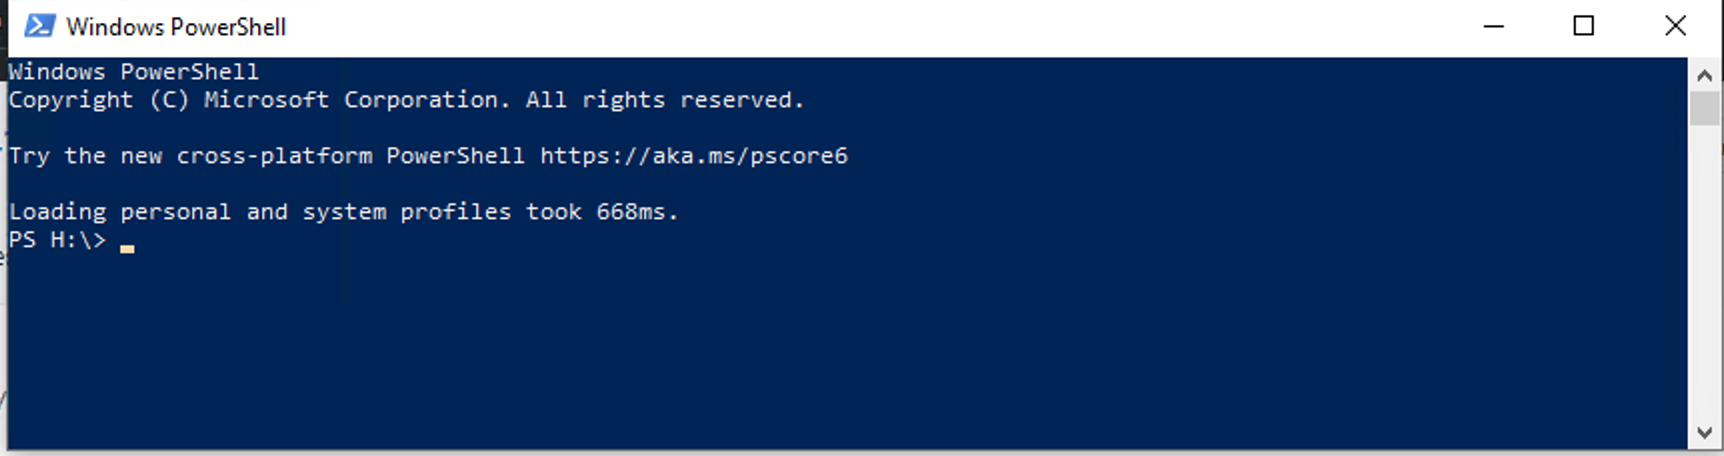 Windows PowerShell
Windows PowerShell
Copyright (C) Microsoft Corporation. All rights reserved.
Try the new cross-platform PowerShell https://aka.ms/pscore6
Loading personal and system profiles took 668ms.
PS H:\>